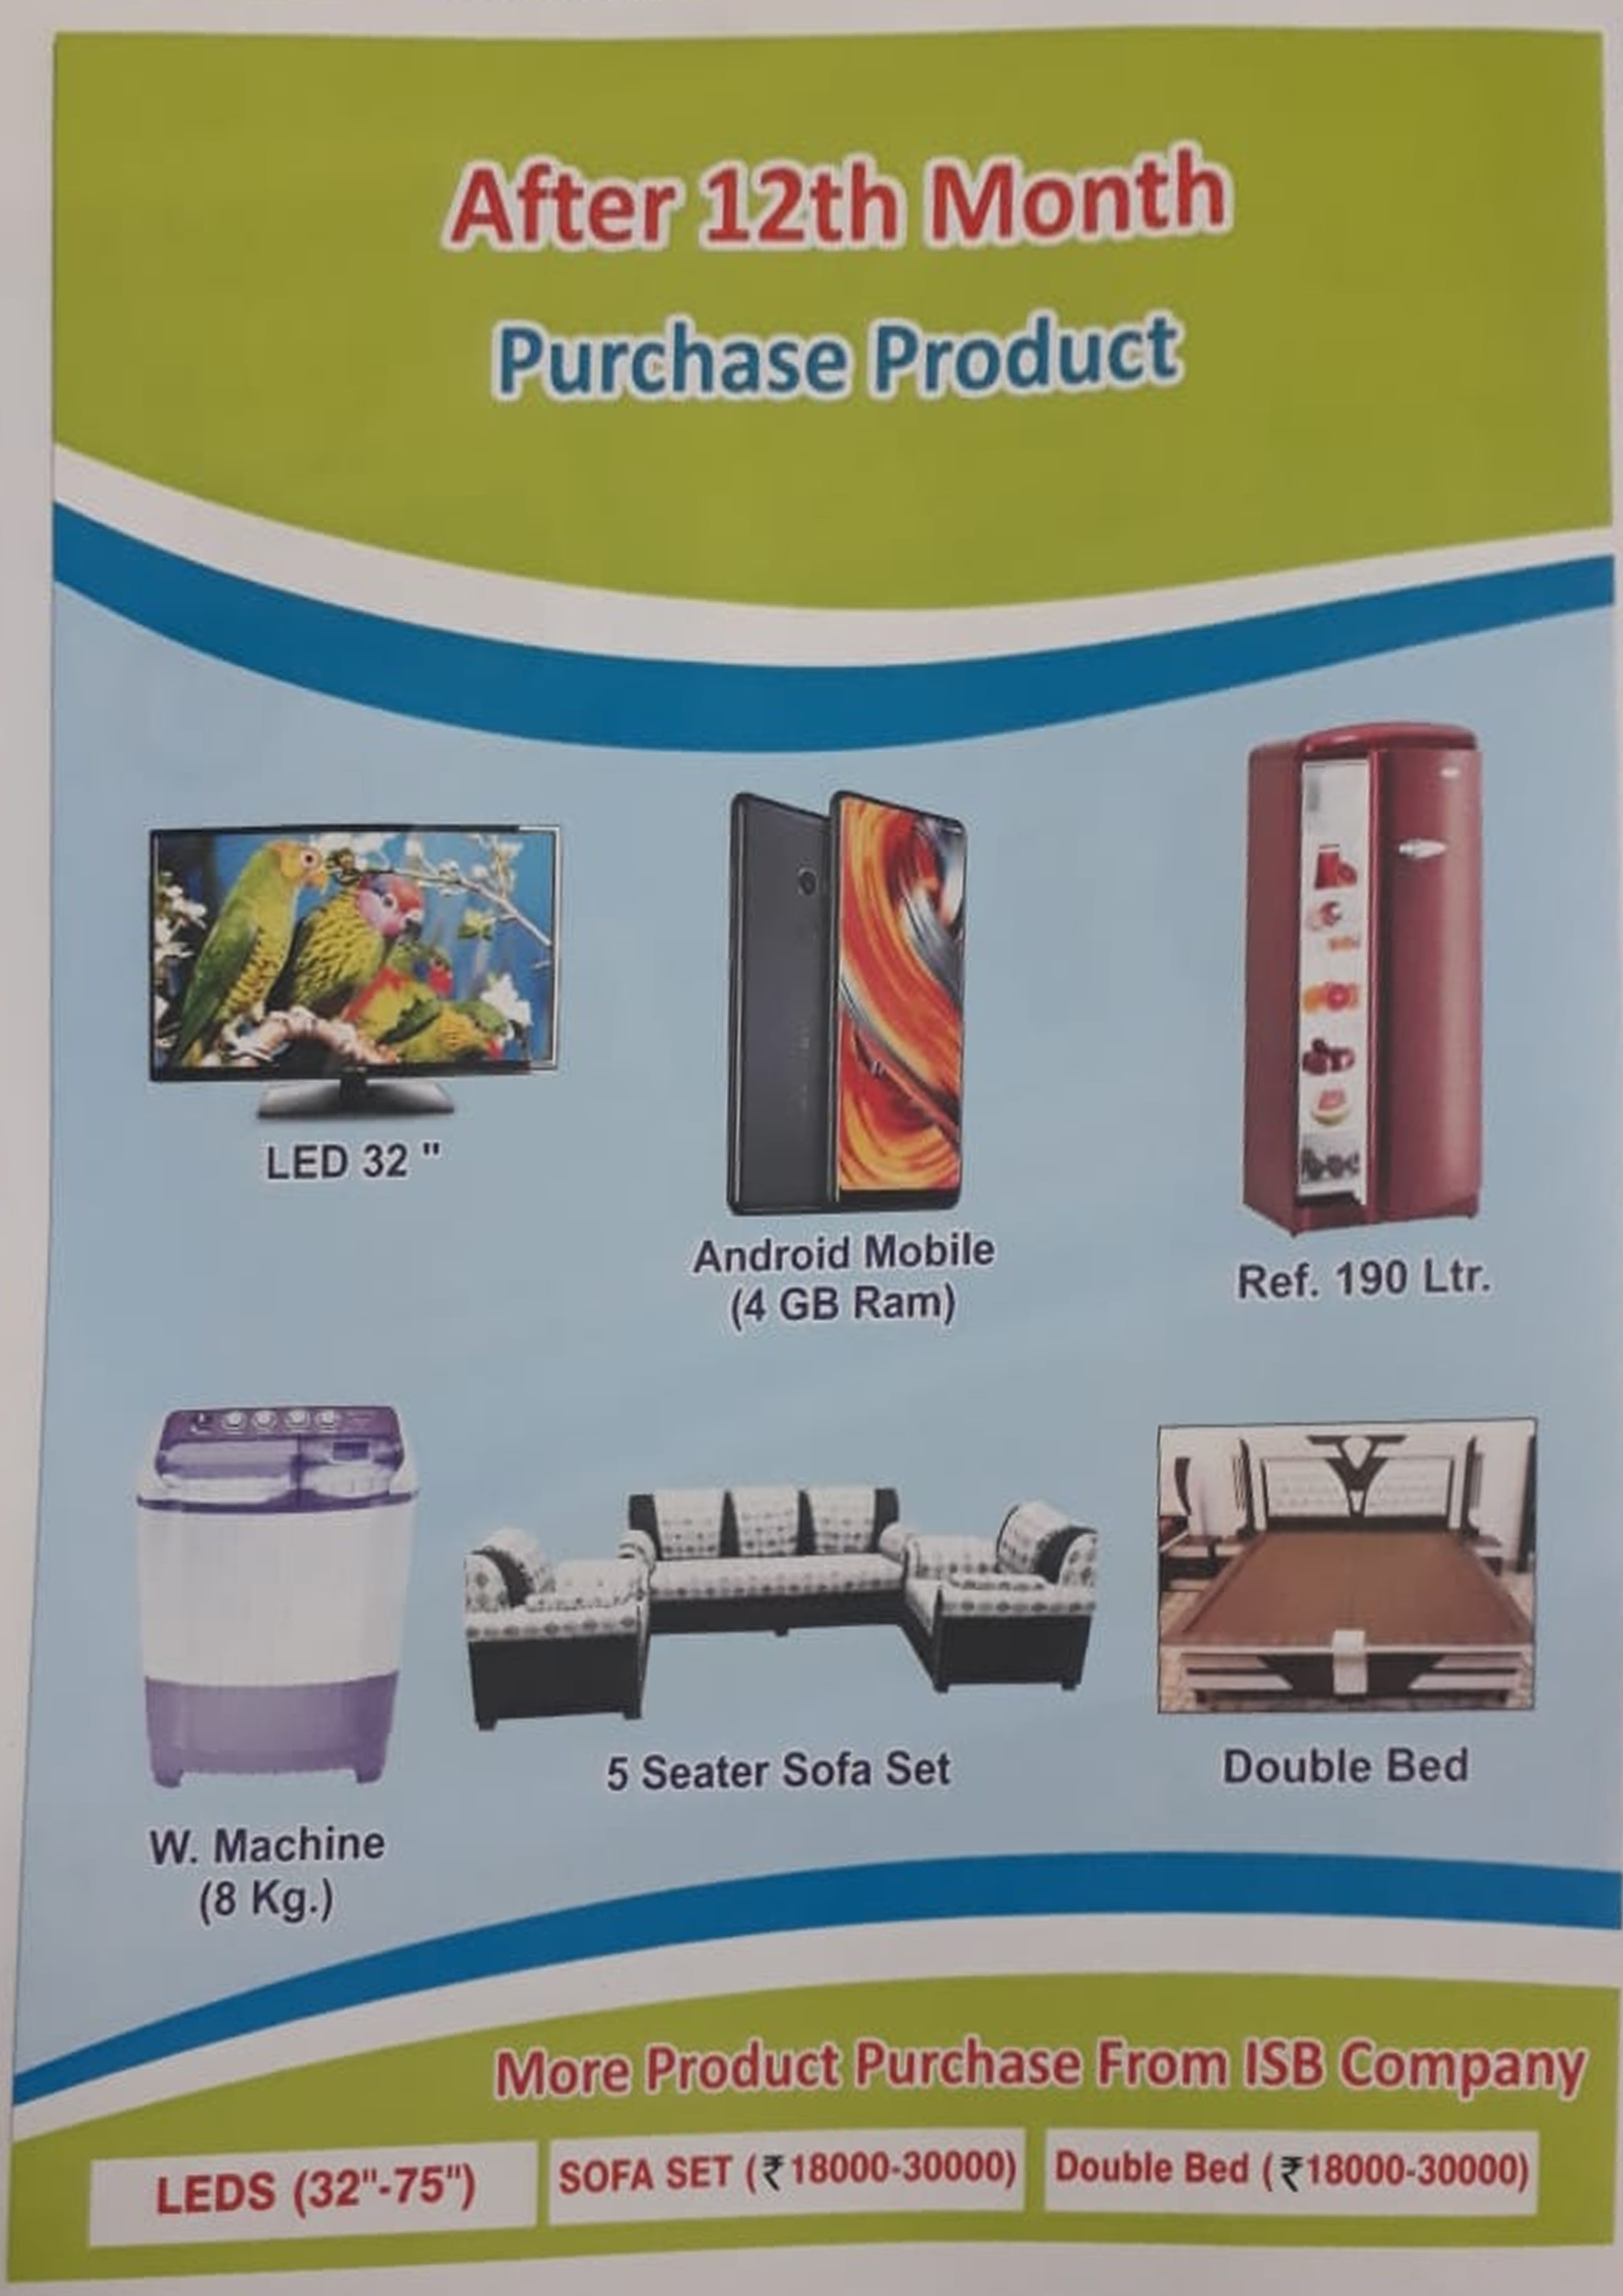 After 12th Month
Purchase Product
LED 32 "
Android Mobile
(4 GB Ram)
Ref. 190 Ltr.
W. Machine
(8 Kg.)
5 Seater Sofa Set
Double Bed
More Product Purchase From ISB Company
LEDS (32"-75")
SOFA SET (₹18000-30000)
Double Bed (₹18000-30000)